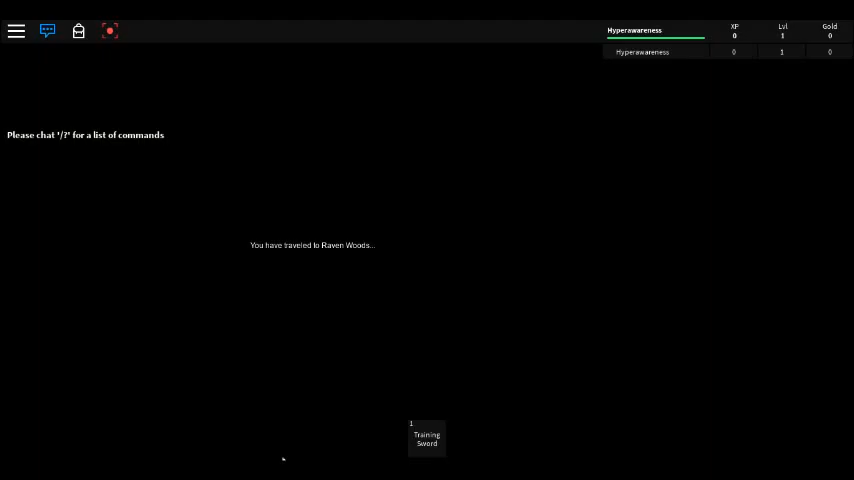 Hyperawareness XP Lvl Gold
0 1 0
Hyperawareness 0 1 0
Please chat '/?' for a list of commands
You have traveled to Raven Woods...
1
Training
Sword